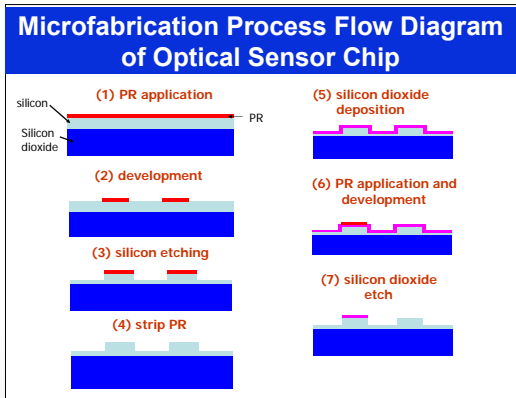 Microfabrication Process Flow Diagram
of Optical Sensor Chip
(1) PR application
silicon
PR
Silicon
dioxide
(2) development
(3) silicon etching
(4) strip PR
(5) silicon dioxide
deposition
(6) PR application and
development
(7) silicon dioxide
etch